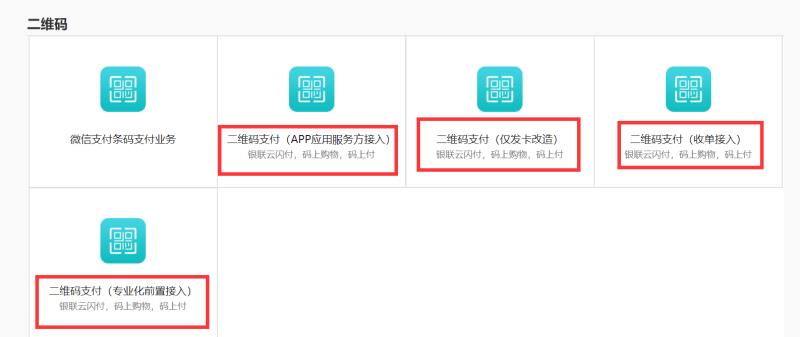 二维码
微信支付条码支付业务
二维码支付（APP应用服务方接入）
银联云闪付，码上购物，码上付
二维码支付（仅发卡改造）
银联云闪付，码上购物，码上付
二维码支付（收单接入）
银联云闪付，码上购物，码上付
二维码支付（专业化前置接入）
银联云闪付，码上购物，码上付